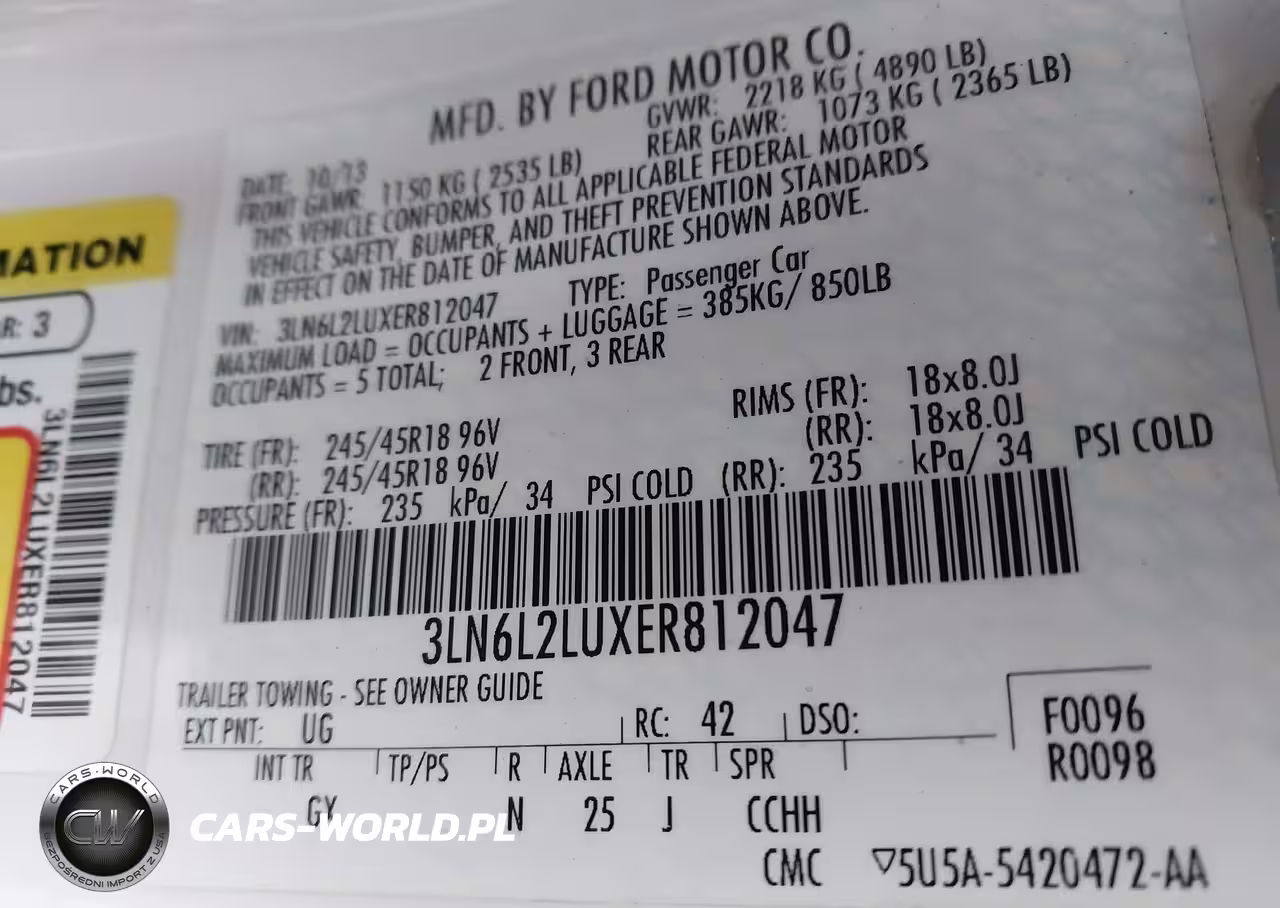 MFD. BY FORD MOTOR CO.
DATE: 10/13 GVWR: 2218 KG ( 4890 LB)
FRONT GAWR: 1150 KG ( 2535 LB) REAR GAWR: 1073 KG ( 2365 LB)
THIS VEHICLE CONFORMS TO ALL APPLICABLE FEDERAL MOTOR
VEHICLE SAFETY, BUMPER, AND THEFT PREVENTION STANDARDS
IN EFFECT ON THE DATE OF MANUFACTURE SHOWN ABOVE.
VIN: 3LN6L2LUXER812047 TYPE: Passenger Car
MAXIMUM LOAD = OCCUPANTS + LUGGAGE = 385KG/ 850LB
OCCUPANTS = 5 TOTAL; 2 FRONT, 3 REAR
TIRE (FR): 245/45R18 96V RIMS (FR): 18x8.0J
(RR): 245/45R18 96V (RR): 18x8.0J
PRESSURE (FR): 235 kPa/ 34 PSI COLD (RR): 235 kPa/ 34 PSI COLD
3LN6L2LUXER812047
TRAILER TOWING - SEE OWNER GUIDE
EXT PNT: UG RC: 42 DSO:
F0096
R0098
INT TR TP/PS R AXLE TR SPR
GY N 25 J CCHH
CMC ▽5U5A-5420472-AA
MATION
R: 3
bs.
3LN6L2LUXER812047
CARS-WORLD
CW
BEZPOŚREDNI IMPORT Z USA
CARS-WORLD.PL